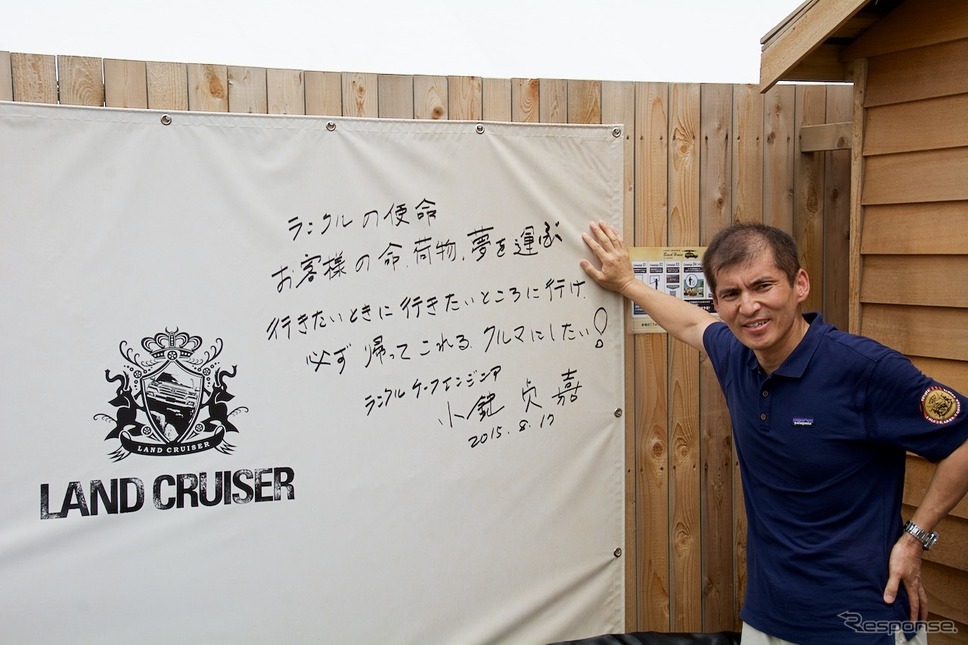 ランクルの使命
お客様の命、荷物、夢を運ぶ
行きたいときに行きたいところに行け、
必ず帰ってこれる、クルマにしたい!
ランクルチーフエンジニア
小鑓 貞嘉
2015.8.17
LAND CRUISER
LAND CRUISER
patagonia
Response.